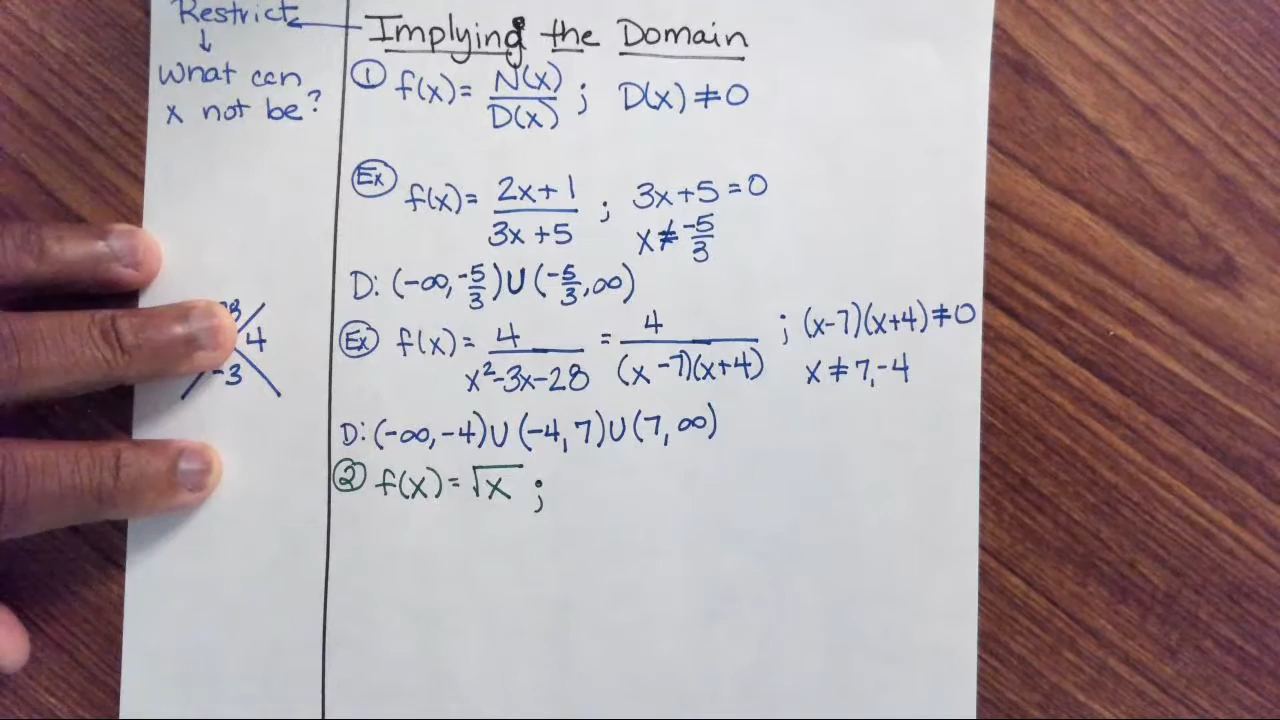 Restrict
↓
What can
x not be?
8
4
-3
Implying the Domain
① f(x) = N(x)/D(x) ; D(x) ≠ 0
Ex f(x) = (2x+1)/(3x+5) ; 3x+5 = 0
x ≠ -5/3
D: (-∞, -5/3) ∪ (-5/3, ∞)
Ex f(x) = 4/(x²-3x-28) = 4/((x-7)(x+4)) ; (x-7)(x+4) ≠ 0
x ≠ 7, -4
D: (-∞, -4) ∪ (-4, 7) ∪ (7, ∞)
② f(x) = √x ;